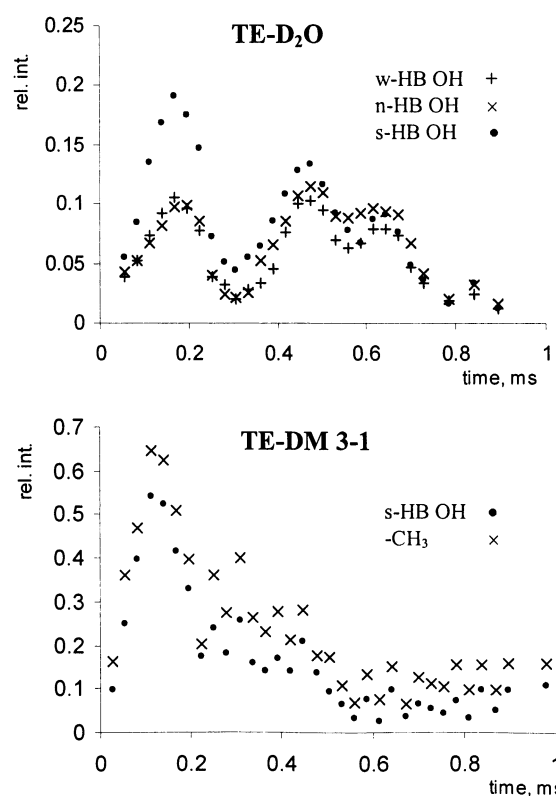 TE-D₂O
rel. int.
0.25
0.2
0.15
0.1
0.05
0
w-HB OH +
n-HB OH ×
s-HB OH •
0 0.2 0.4 0.6 0.8 1
time, ms
TE-DM 3-1
rel. int.
0.7
0.6
0.5
0.4
0.3
0.2
0.1
0
s-HB OH •
-CH₃ ×
0 0.2 0.4 0.6 0.8 1
time, ms